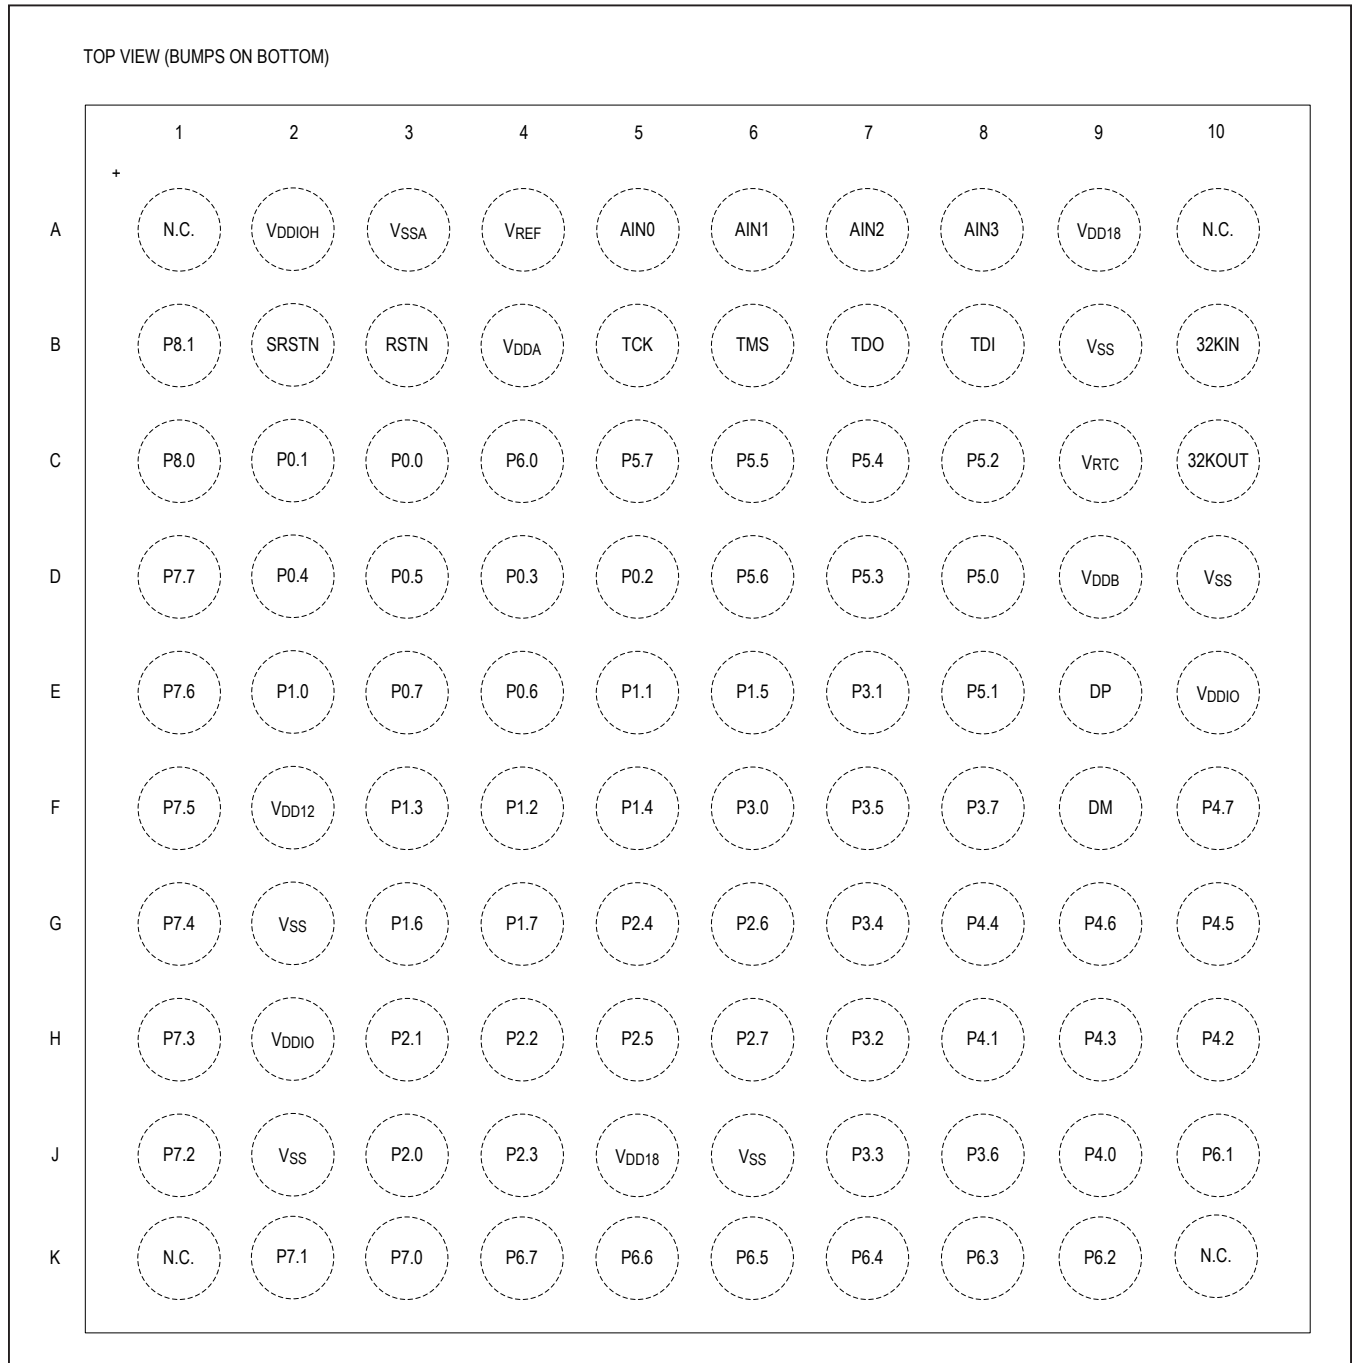 TOP VIEW (BUMPS ON BOTTOM)
1 2 3 4 5 6 7 8 9 10
+
A N.C. VDDIOH VSSA VREF AIN0 AIN1 AIN2 AIN3 VDD18 N.C.
B P8.1 SRSTN RSTN VDDA TCK TMS TDO TDI VSS 32KIN
C P8.0 P0.1 P0.0 P6.0 P5.7 P5.5 P5.4 P5.2 VRTC 32KOUT
D P7.7 P0.4 P0.5 P0.3 P0.2 P5.6 P5.3 P5.0 VDDB VSS
E P7.6 P1.0 P0.7 P0.6 P1.1 P1.5 P3.1 P5.1 DP VDDIO
F P7.5 VDD12 P1.3 P1.2 P1.4 P3.0 P3.5 P3.7 DM P4.7
G P7.4 VSS P1.6 P1.7 P2.4 P2.6 P3.4 P4.4 P4.6 P4.5
H P7.3 VDDIO P2.1 P2.2 P2.5 P2.7 P3.2 P4.1 P4.3 P4.2
J P7.2 VSS P2.0 P2.3 VDD18 VSS P3.3 P3.6 P4.0 P6.1
K N.C. P7.1 P7.0 P6.7 P6.6 P6.5 P6.4 P6.3 P6.2 N.C.